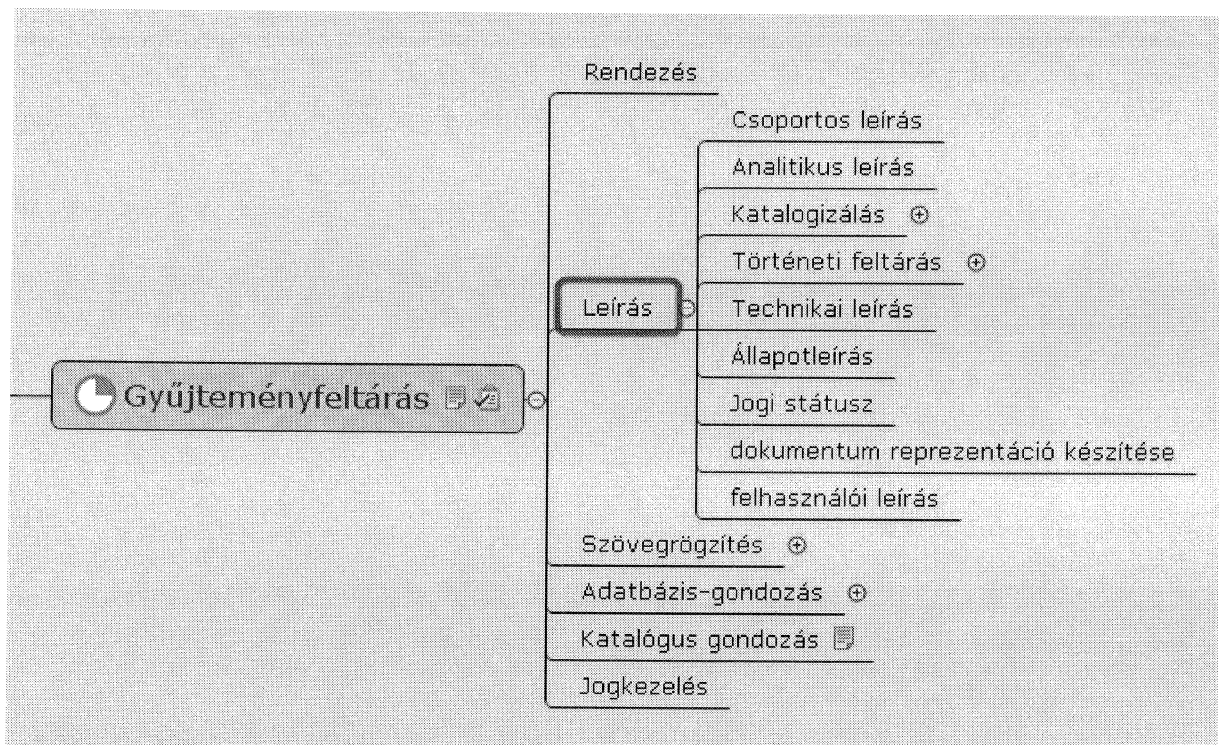 Rendezés
Csoportos leírás
Analitikus leírás
Katalogizálás
Történeti feltárás
Leírás
Technikai leírás
Állapotleírás
Gyűjteményfeltárás
Jogi státusz
dokumentum reprezentáció készítése
felhasználói leírás
Szövegrögzítés
Adatbázis-gondozás
Katalógus gondozás
Jogkezelés